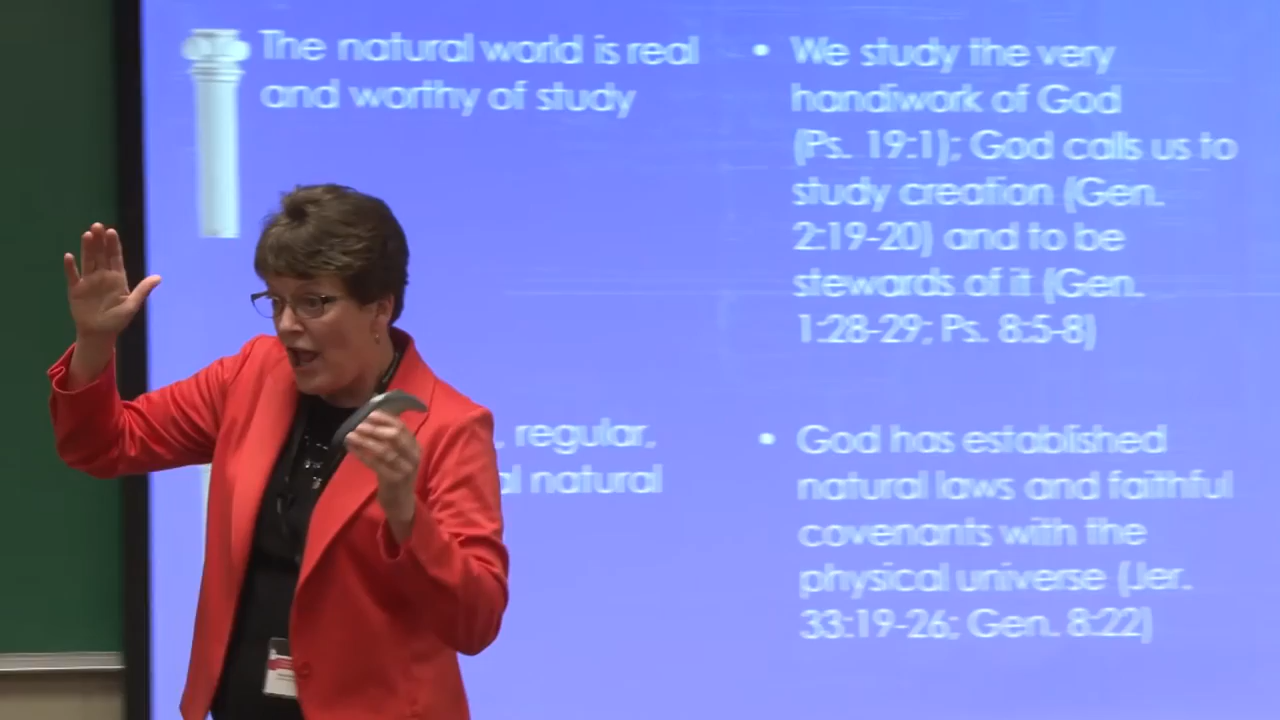 The natural world is real
and worthy of study
• We study the very
handiwork of God
(Ps. 19:1); God calls us to
study creation (Gen.
2:19-20) and to be
stewards of it (Gen.
1:28-29; Ps. 8:5-8)
, regular,
al natural
• God has established
natural laws and faithful
covenants with the
physical universe (Jer.
33:19-26; Gen. 8:22)